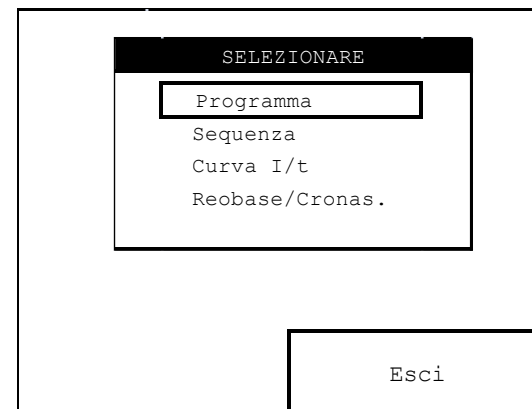 SELEZIONARE
Programma
Sequenza
Curva I/t
Reobase/Cronas.
Esci